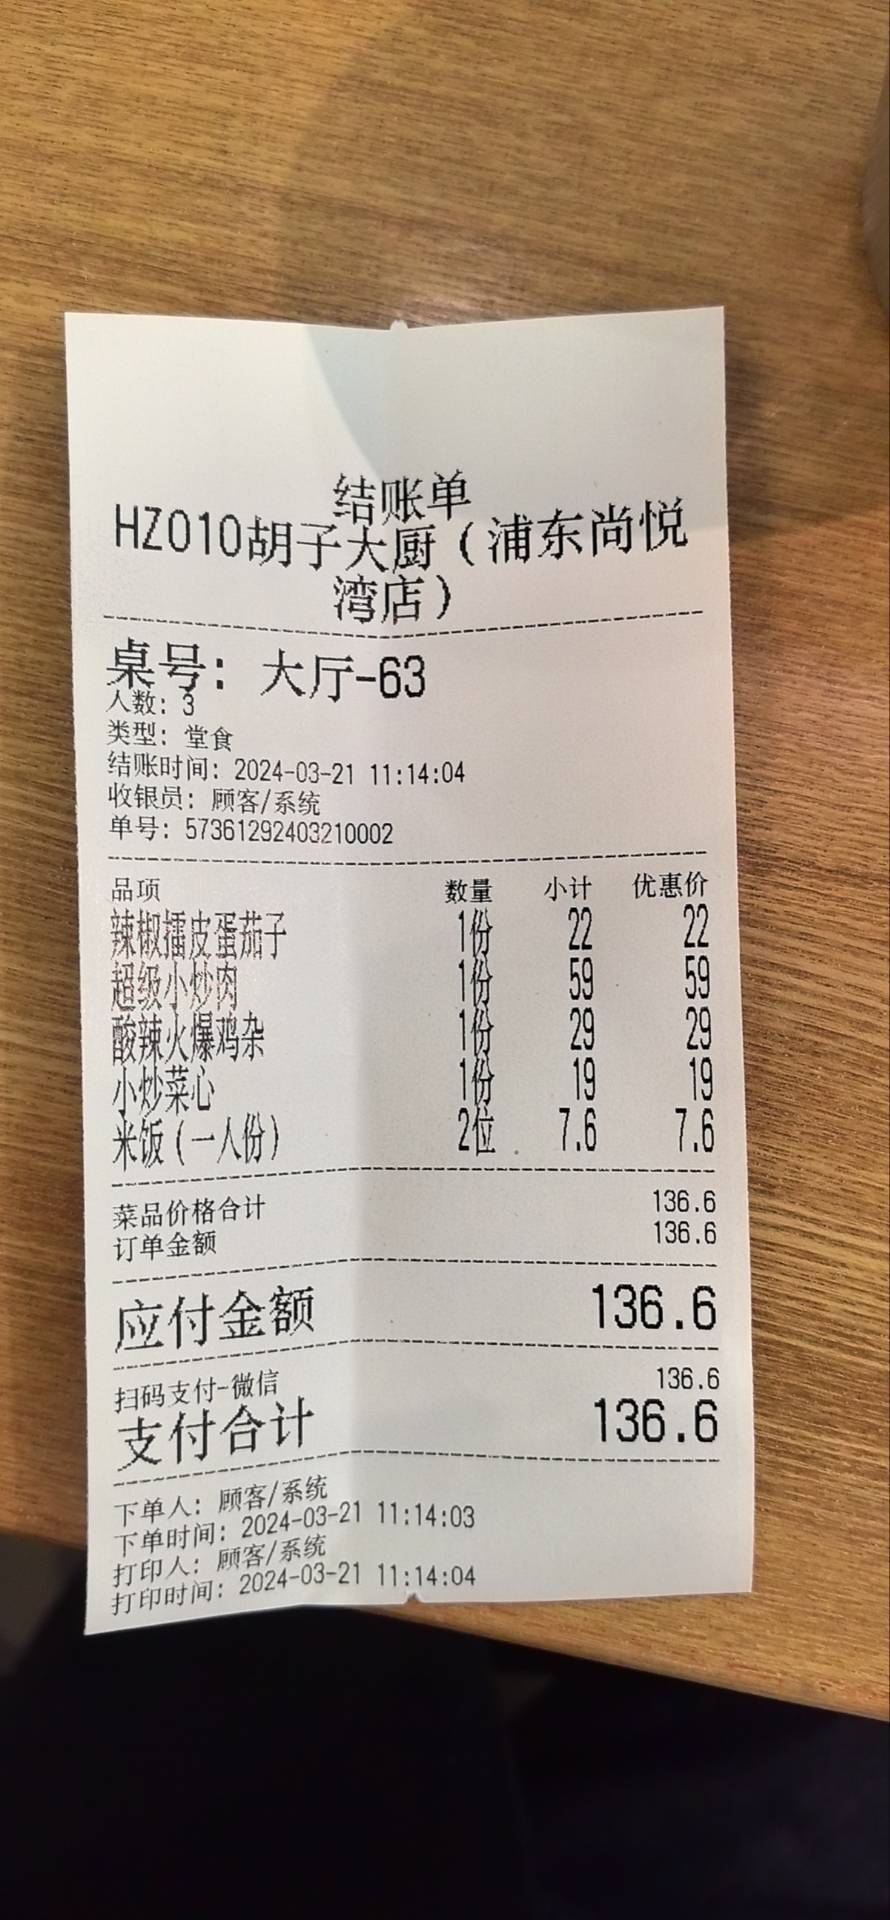 结账单
HZ010胡子大厨（浦东尚悦
湾店）
桌号：大厅-63
人数：3
类型：堂食
结账时间：2024-03-21 11:14:04
收银员：顾客/系统
单号：57361292403210002
品项 数量 小计 优惠价
辣椒擂皮蛋茄子 1份 22 22
超级小炒肉 1份 59 59
酸辣火爆鸡杂 1份 29 29
小炒菜心 1份 19 19
米饭（一人份） 2位 7.6 7.6
菜品价格合计 136.6
订单金额 136.6
应付金额 136.6
扫码支付-微信 136.6
支付合计 136.6
下单人：顾客/系统
下单时间：2024-03-21 11:14:03
打印人：顾客/系统
打印时间：2024-03-21 11:14:04